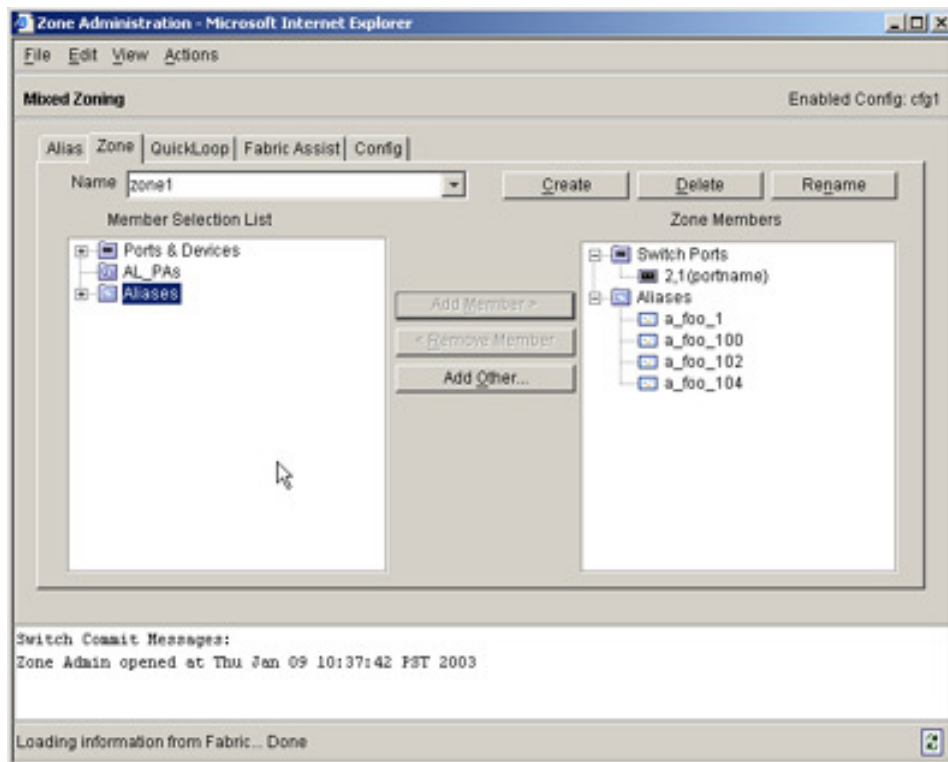 Zone Administration - Microsoft Internet Explorer
File Edit View Actions
Mixed Zoning Enabled Config: cfg1
Alias Zone QuickLoop Fabric Assist Config
Name zone1 Create Delete Rename
Member Selection List Zone Members
Ports & Devices
AL_PAs
Aliases
Add Member >
< Remove Member
Add Other...
Switch Ports
2,1(portname)
Aliases
a_foo_1
a_foo_100
a_foo_102
a_foo_104
Switch Commit Messages:
Zone Admin opened at Thu Jan 09 10:37:42 PST 2003
Loading information from Fabric... Done